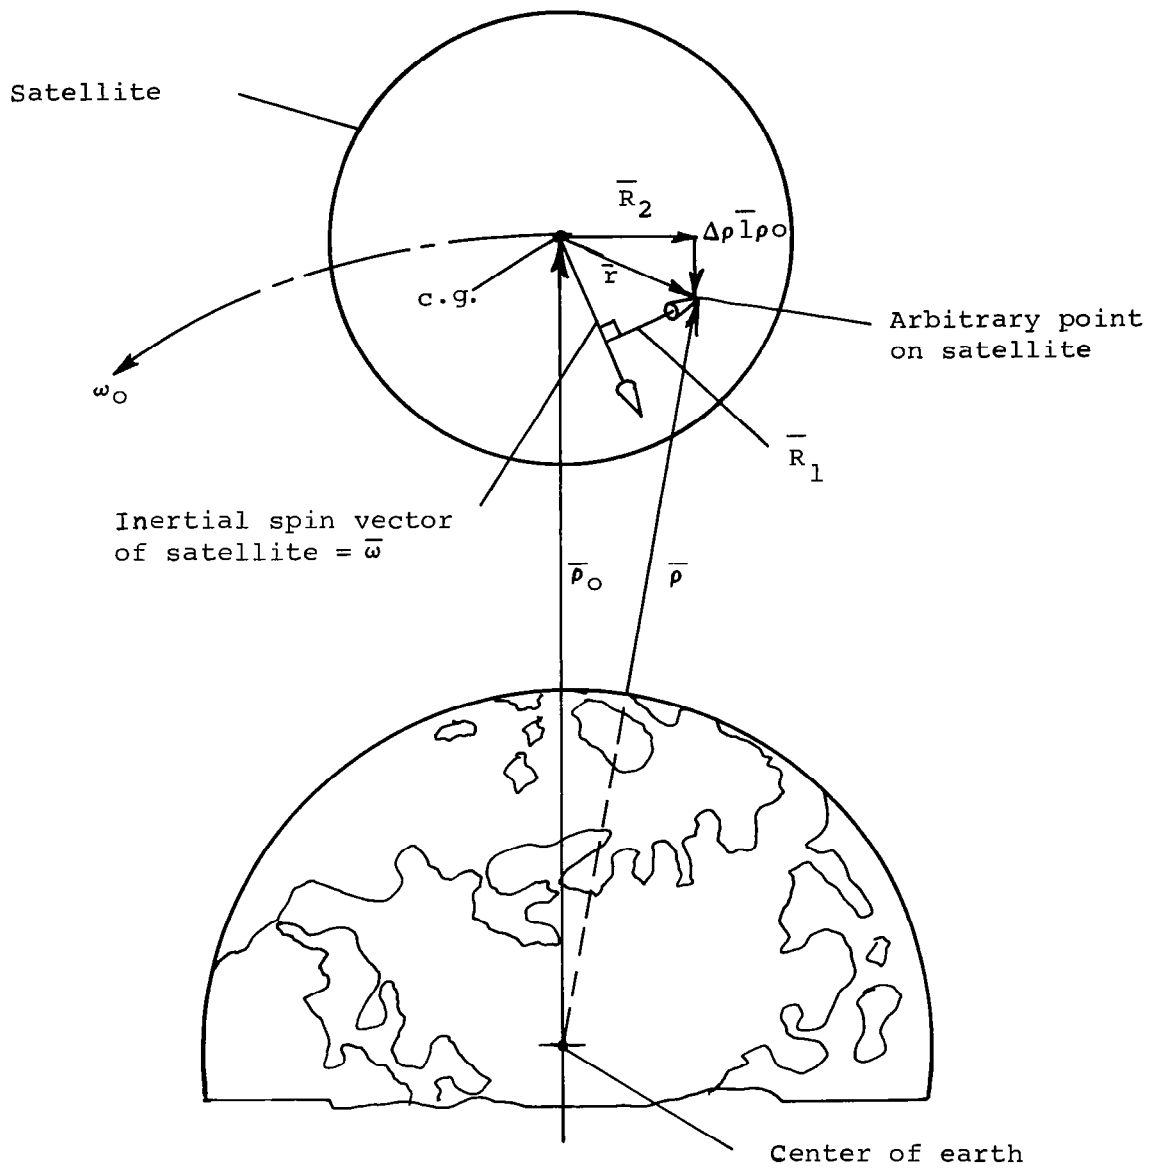 Satellite
R̅₂
Δρ 1̅ρo
r̅
c.g.
Arbitrary point
on satellite
ωₒ
R̅₁
Inertial spin vector
of satellite = ω̅
ρ̅ₒ
ρ̅
Center of earth